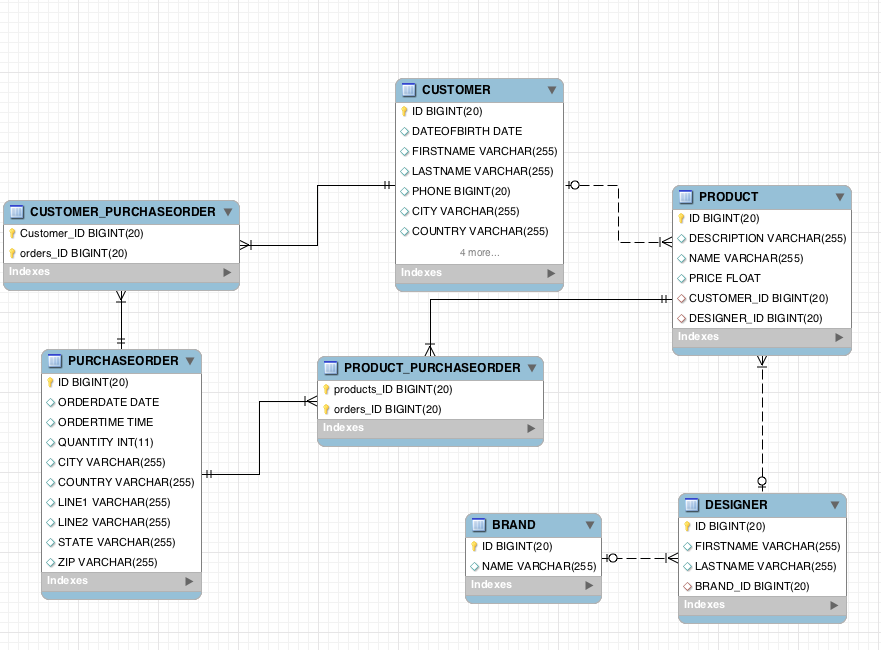 CUSTOMER
ID BIGINT(20)
DATEOFBIRTH DATE
FIRSTNAME VARCHAR(255)
LASTNAME VARCHAR(255)
PHONE BIGINT(20)
CITY VARCHAR(255)
COUNTRY VARCHAR(255)
4 more...
Indexes
PRODUCT
ID BIGINT(20)
DESCRIPTION VARCHAR(255)
NAME VARCHAR(255)
PRICE FLOAT
CUSTOMER_ID BIGINT(20)
DESIGNER_ID BIGINT(20)
Indexes
CUSTOMER_PURCHASEORDER
Customer_ID BIGINT(20)
orders_ID BIGINT(20)
Indexes
PURCHASEORDER
ID BIGINT(20)
ORDERDATE DATE
ORDERTIME TIME
QUANTITY INT(11)
CITY VARCHAR(255)
COUNTRY VARCHAR(255)
LINE1 VARCHAR(255)
LINE2 VARCHAR(255)
STATE VARCHAR(255)
ZIP VARCHAR(255)
Indexes
PRODUCT_PURCHASEORDER
products_ID BIGINT(20)
orders_ID BIGINT(20)
Indexes
BRAND
ID BIGINT(20)
NAME VARCHAR(255)
Indexes
DESIGNER
ID BIGINT(20)
FIRSTNAME VARCHAR(255)
LASTNAME VARCHAR(255)
BRAND_ID BIGINT(20)
Indexes